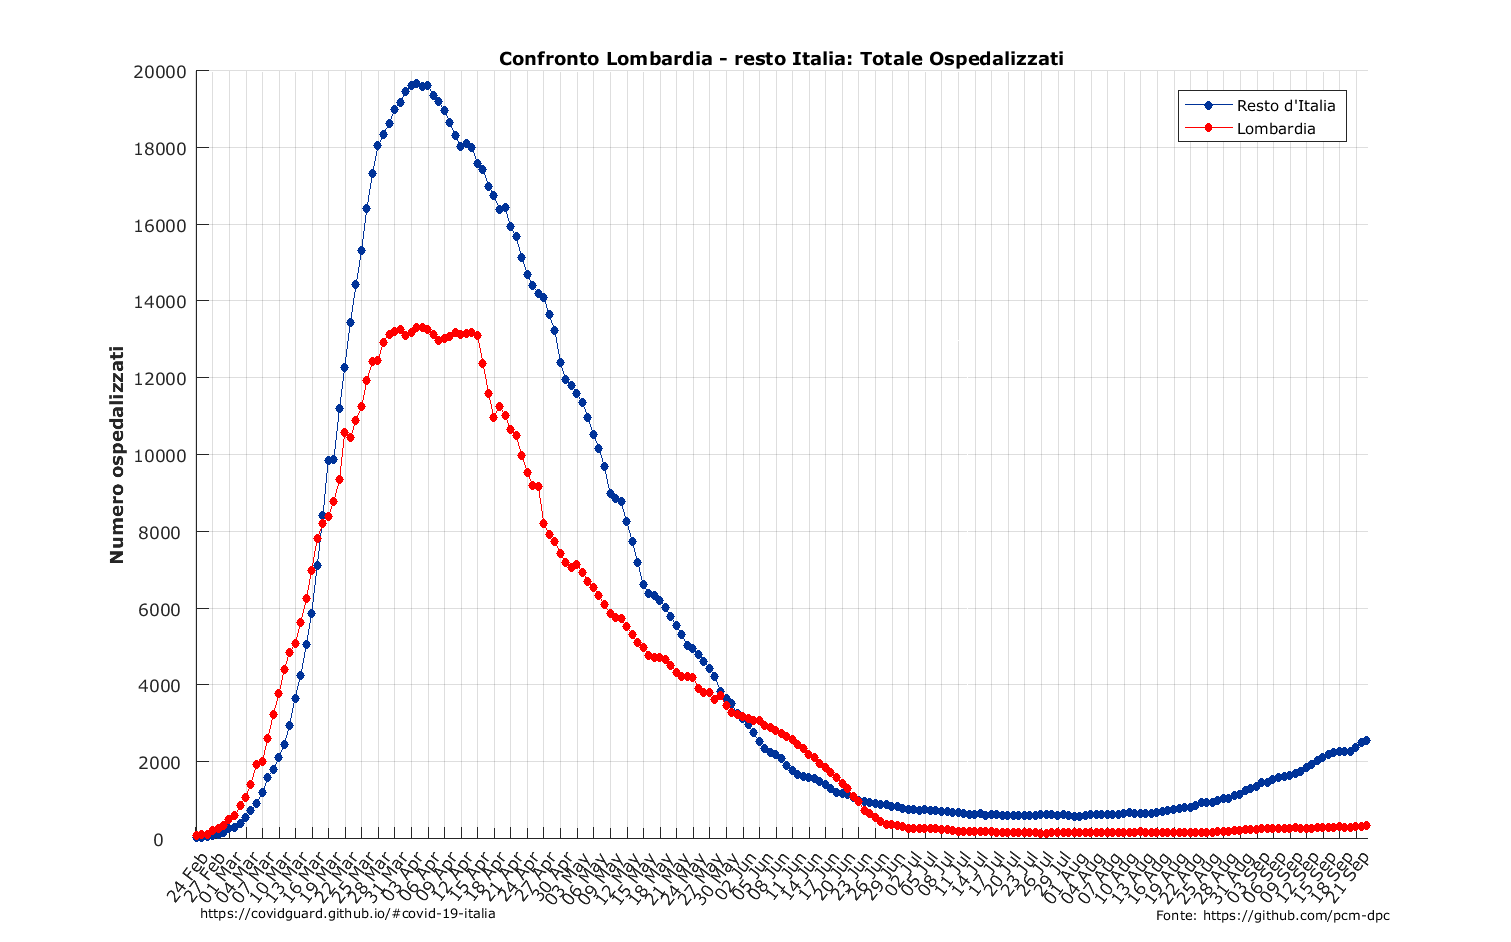 Confronto Lombardia - resto Italia: Totale Ospedalizzati
Resto d'Italia
Lombardia
Numero ospedalizzati
20000
18000
16000
14000
12000
10000
8000
6000
4000
2000
0
24 Feb
27 Feb
01 Mar
04 Mar
07 Mar
10 Mar
13 Mar
16 Mar
19 Mar
22 Mar
25 Mar
28 Mar
31 Mar
03 Apr
06 Apr
09 Apr
12 Apr
15 Apr
18 Apr
21 Apr
24 Apr
27 Apr
30 Apr
03 May
06 May
09 May
12 May
15 May
18 May
21 May
24 May
27 May
30 May
02 Jun
05 Jun
08 Jun
11 Jun
14 Jun
17 Jun
20 Jun
23 Jun
26 Jun
29 Jun
02 Jul
05 Jul
08 Jul
11 Jul
14 Jul
17 Jul
20 Jul
23 Jul
26 Jul
29 Jul
01 Aug
04 Aug
07 Aug
10 Aug
13 Aug
16 Aug
19 Aug
22 Aug
25 Aug
28 Aug
31 Aug
03 Sep
06 Sep
09 Sep
12 Sep
15 Sep
18 Sep
21 Sep
https://covidguard.github.io/#covid-19-italia
Fonte: https://github.com/pcm-dpc